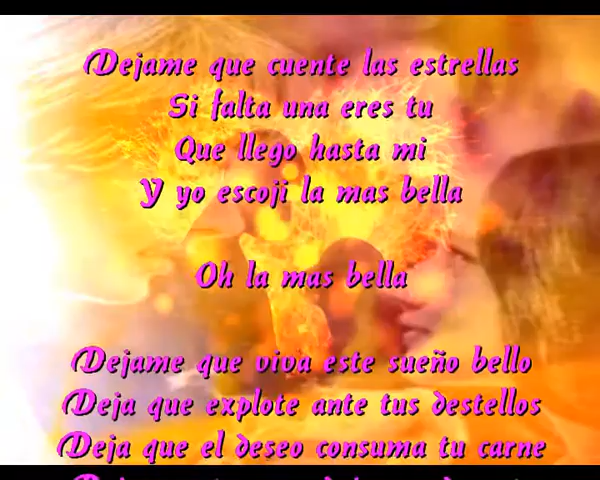 Dejame que cuente las estrellas
Si falta una eres tu
Que llego hasta mi
Y yo escoji la mas bella
Oh la mas bella
Dejame que viva este sueño bello
Deja que explote ante tus destellos
Deja que el deseo consuma tu carne